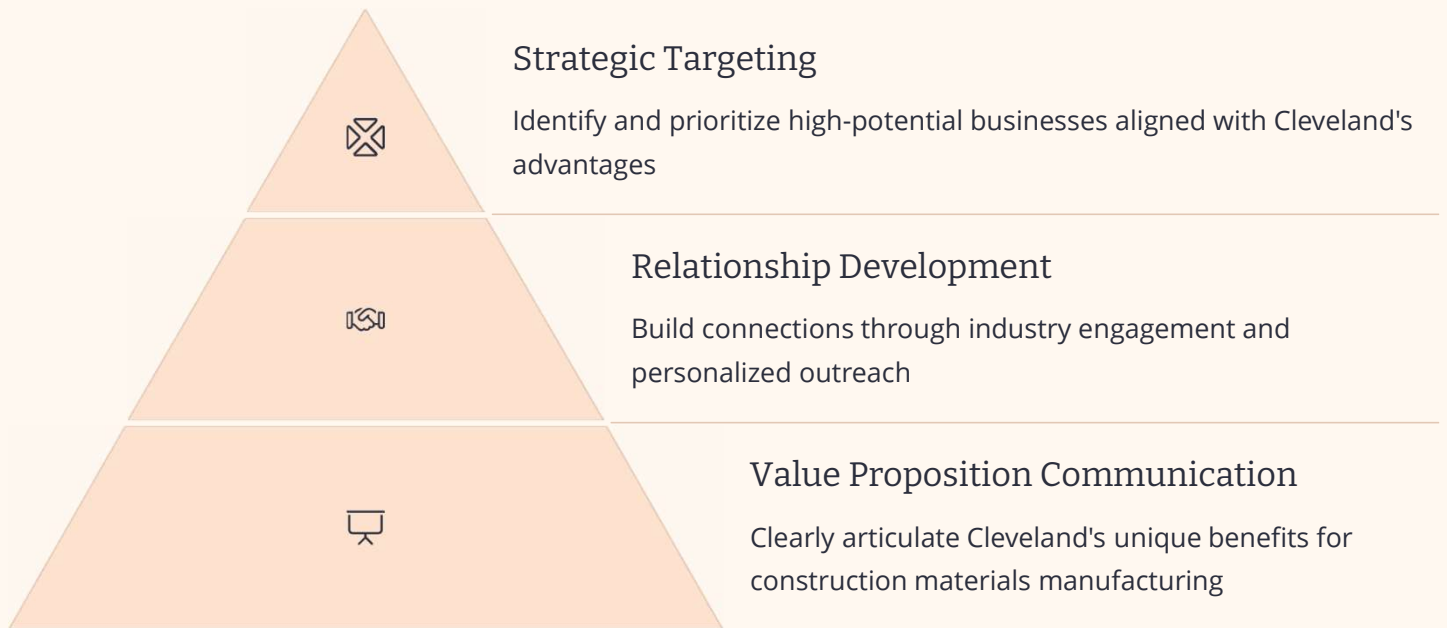 Strategic Targeting
Identify and prioritize high-potential businesses aligned with Cleveland's
advantages
Relationship Development
Build connections through industry engagement and
personalized outreach
Value Proposition Communication
Clearly articulate Cleveland's unique benefits for
construction materials manufacturing